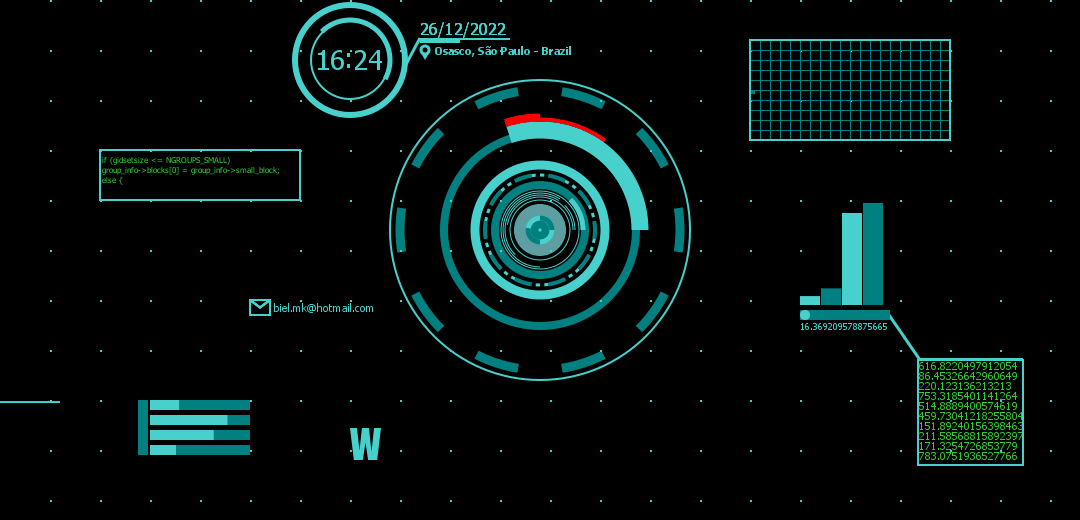 26/12/2022
16:24
Osasco, São Paulo - Brazil
if (gidsetsize <= NGROUPS_SMALL)
group_info->blocks[0] = group_info->small_block;
else {
biel.mk@hotmail.com
16.369209578875665
616.8220497912054
86.45326642960649
220.123136213213
753.3185401141264
514.8889400574619
459.73041218255804
151.89240156398463
211.58568815892397
171.3254726853779
783.0751936527766
W